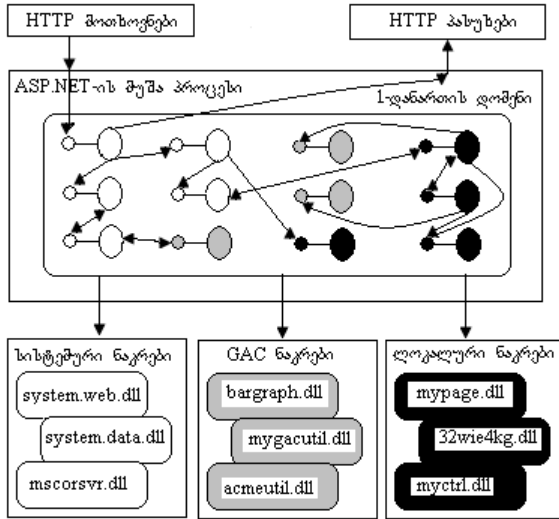 HTTP მოთხოვნები
HTTP პასუხები
ASP.NET-ის მუშა პროცესი
1-დანართის დომენი
სისტემური ნაკრები
system.web.dll
system.data.dll
mscorsvr.dll
GAC ნაკრები
bargraph.dll
mygacutil.dll
acmeutil.dll
ლოკალური ნაკრები
mypage.dll
32wie4kg.dll
myctrl.dll